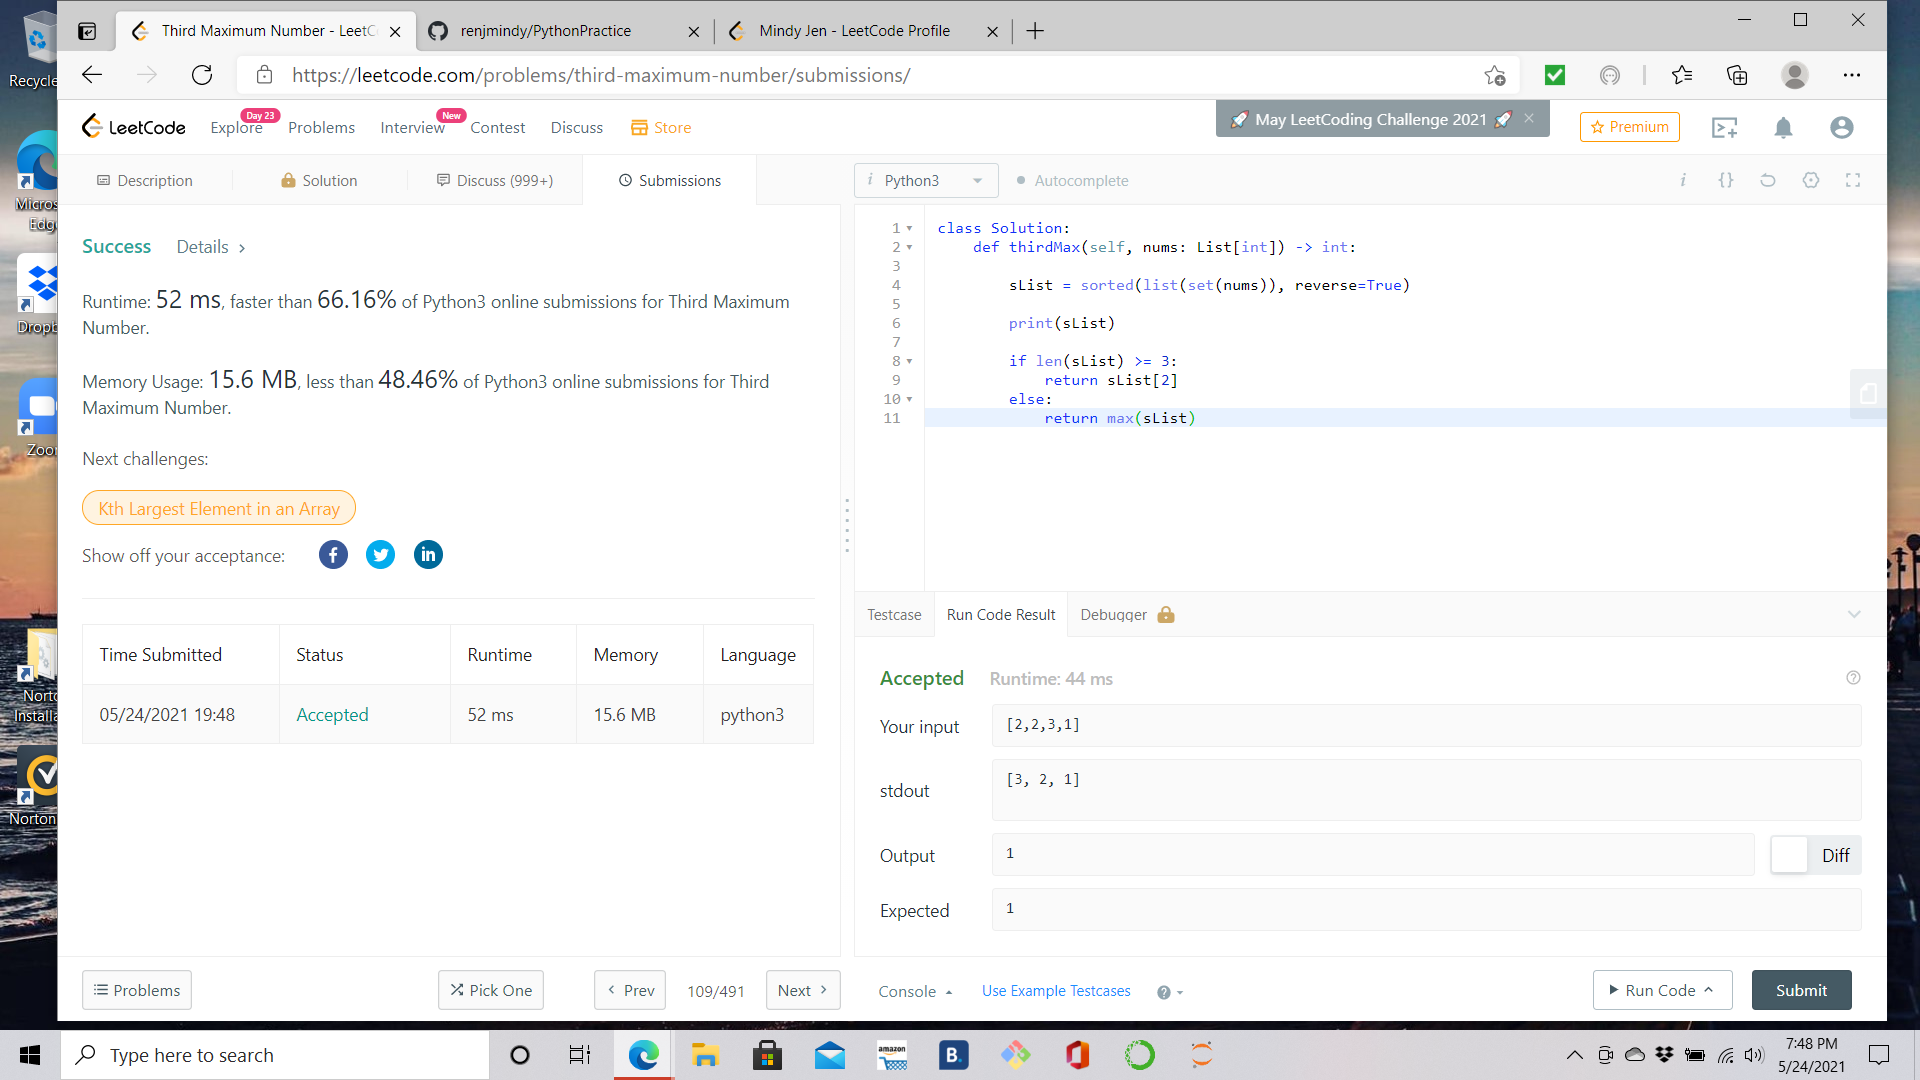 Third Maximum Number - LeetC
renjmindy/PythonPractice
Mindy Jen - LeetCode Profile
https://leetcode.com/problems/third-maximum-number/submissions/
LeetCode
Explore
Day 23
Problems
Interview
New
Contest
Discuss
Store
🚀 May LeetCoding Challenge 2021 🚀
Premium
Description
Solution
Discuss (999+)
Submissions
i Python3
Autocomplete
i
{}
Success
Details >
Runtime: 52 ms, faster than 66.16% of Python3 online submissions for Third Maximum
Number.
Memory Usage: 15.6 MB, less than 48.46% of Python3 online submissions for Third
Maximum Number.
Next challenges:
Kth Largest Element in an Array
Show off your acceptance:
Time Submitted Status Runtime Memory Language
05/24/2021 19:48 Accepted 52 ms 15.6 MB python3
1 class Solution:
2 def thirdMax(self, nums: List[int]) -> int:
3
4 sList = sorted(list(set(nums)), reverse=True)
5
6 print(sList)
7
8 if len(sList) >= 3:
9 return sList[2]
10 else:
11 return max(sList)
Testcase
Run Code Result
Debugger
Accepted Runtime: 44 ms
Your input [2,2,3,1]
stdout [3, 2, 1]
Output 1
Diff
Expected 1
Problems
Pick One
Prev
109/491
Next
Console
Use Example Testcases
Run Code
Submit
Recycle
Micros
Edg
Dropb
Zoo
Norto
Installa
Norton
Type here to search
amazon
B.
7:48 PM
5/24/2021